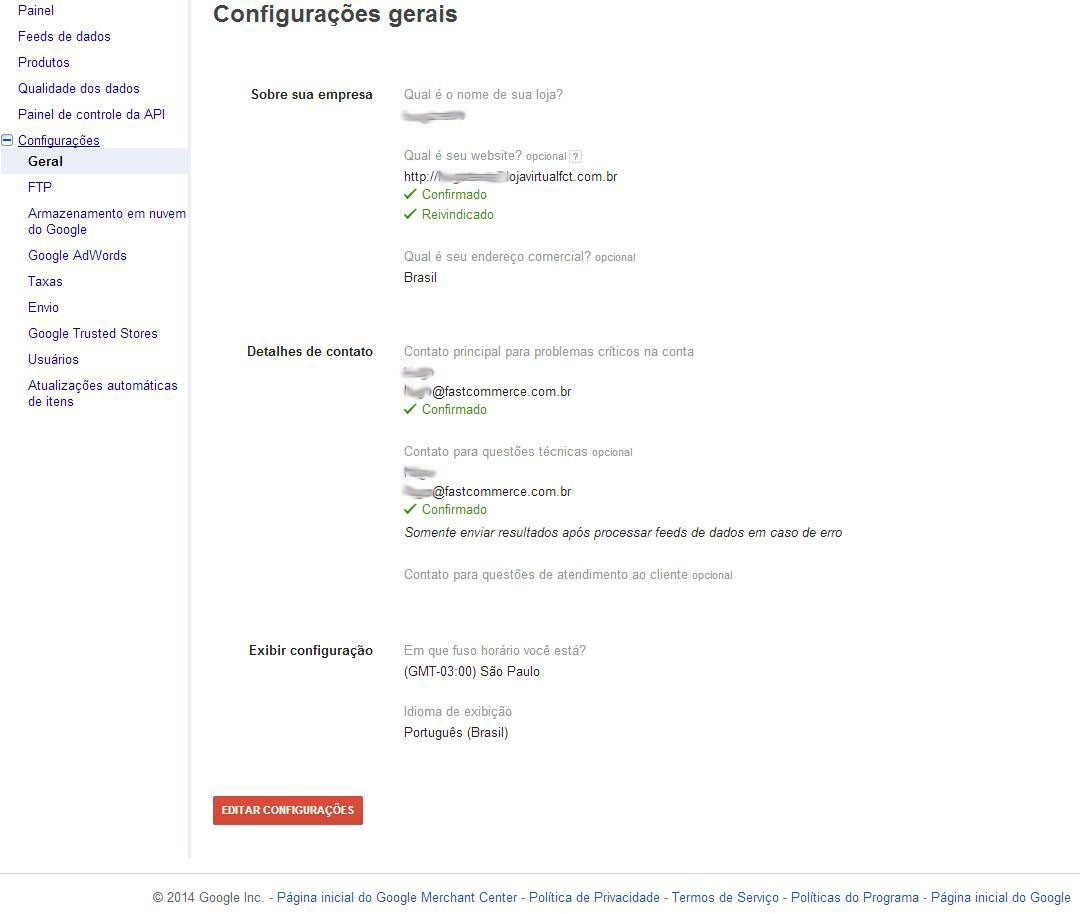 Painel
Feeds de dados
Produtos
Qualidade dos dados
Painel de controle da API
Configurações
Geral
FTP
Armazenamento em nuvem
do Google
Google AdWords
Taxas
Envio
Google Trusted Stores
Usuários
Atualizações automáticas
de itens
Configurações gerais
Sobre sua empresa
Qual é o nome de sua loja?
Qual é seu website? opcional ?
http:// lojavirtualfct.com.br
Confirmado
Reivindicado
Qual é seu endereço comercial? opcional
Brasil
Detalhes de contato
Contato principal para problemas críticos na conta
@fastcommerce.com.br
Confirmado
Contato para questões técnicas opcional
@fastcommerce.com.br
Confirmado
Somente enviar resultados após processar feeds de dados em caso de erro
Contato para questões de atendimento ao cliente opcional
Exibir configuração
Em que fuso horário você está?
(GMT-03:00) São Paulo
Idioma de exibição
Português (Brasil)
EDITAR CONFIGURAÇÕES
© 2014 Google Inc. - Página inicial do Google Merchant Center - Política de Privacidade - Termos de Serviço - Políticas do Programa - Página inicial do Google